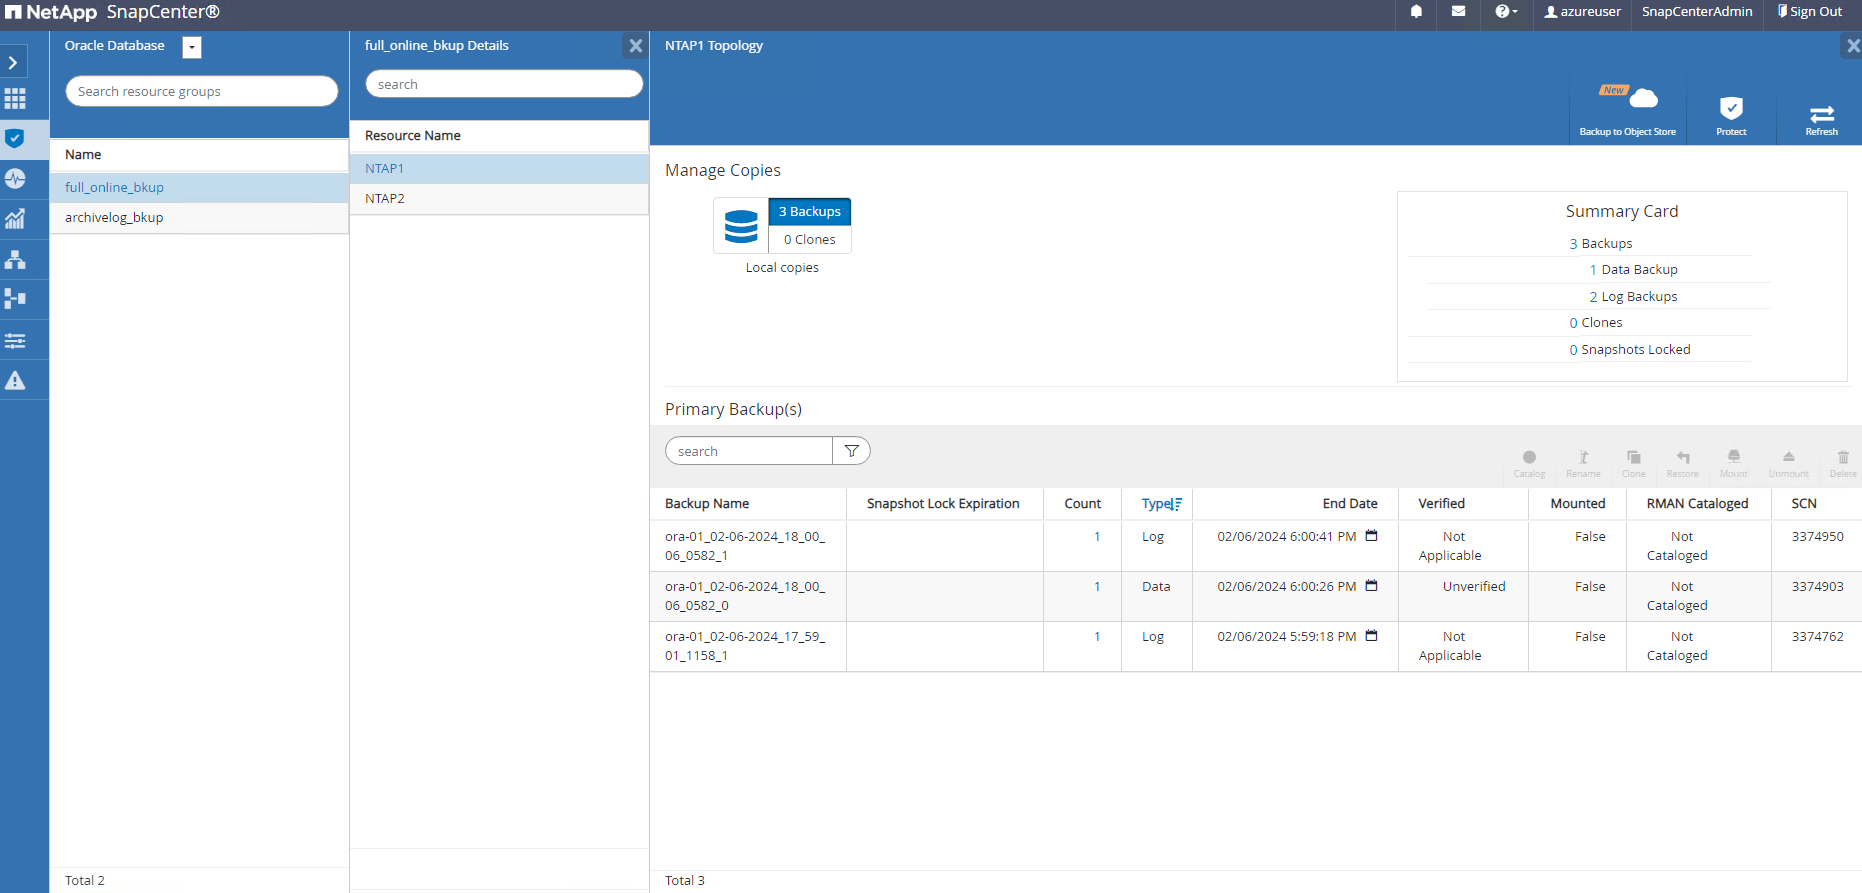 NetApp SnapCenter®
azureuser
SnapCenterAdmin
Sign Out
Oracle Database
Search resource groups
Name
full_online_bkup
archivelog_bkup
Total 2
full_online_bkup Details
search
Resource Name
NTAP1
NTAP2
NTAP1 Topology
New
Backup to Object Store
Protect
Refresh
Manage Copies
3 Backups
0 Clones
Local copies
Summary Card
3 Backups
1 Data Backup
2 Log Backups
0 Clones
0 Snapshots Locked
Primary Backup(s)
search
Catalog
Rename
Clone
Restore
Mount
Unmount
Delete
Backup Name Snapshot Lock Expiration Count Type End Date Verified Mounted RMAN Cataloged SCN
ora-01_02-06-2024_18_00_ 1 Log 02/06/2024 6:00:41 PM Not False Not 3374950
06_0582_1 Applicable Cataloged
ora-01_02-06-2024_18_00_ 1 Data 02/06/2024 6:00:26 PM Unverified False Not 3374903
06_0582_0 Cataloged
ora-01_02-06-2024_17_59_ 1 Log 02/06/2024 5:59:18 PM Not False Not 3374762
01_1158_1 Applicable Cataloged
Total 3